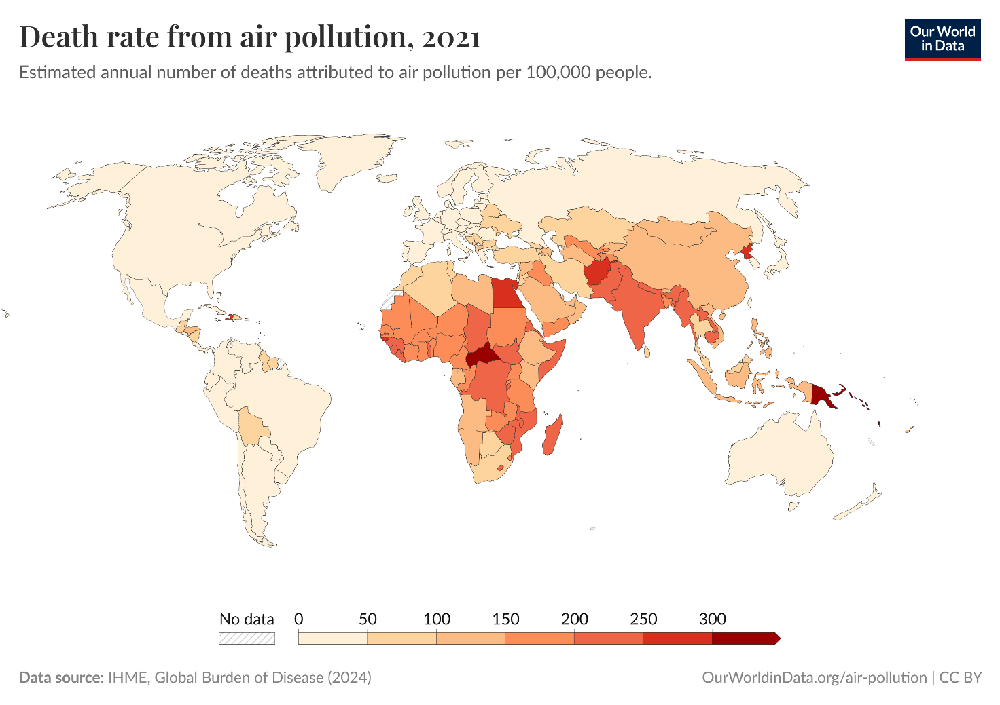 Death rate from air pollution, 2021
Our World
in Data
Estimated annual number of deaths attributed to air pollution per 100,000 people.
No data 0 50 100 150 200 250 300
Data source: IHME, Global Burden of Disease (2024)
OurWorldinData.org/air-pollution | CC BY